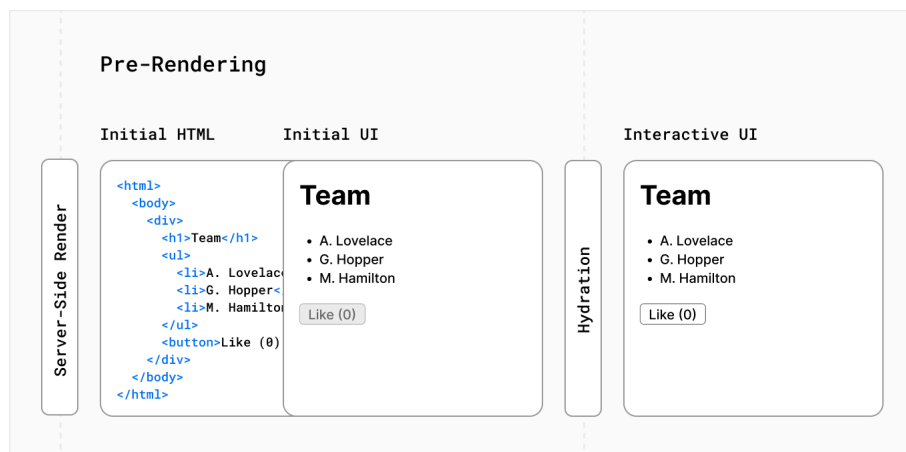 Pre-Rendering
Initial HTML
Initial UI
Interactive UI
Server-Side Render
<html>
<body>
<div>
<h1>Team</h1>
<ul>
<li>A. Lovelace
<li>G. Hopper<
<li>M. Hamilton
</ul>
<button>Like (0)
</div>
</body>
</html>
Team
• A. Lovelace
• G. Hopper
• M. Hamilton
Like (0)
Hydration
Team
• A. Lovelace
• G. Hopper
• M. Hamilton
Like (0)